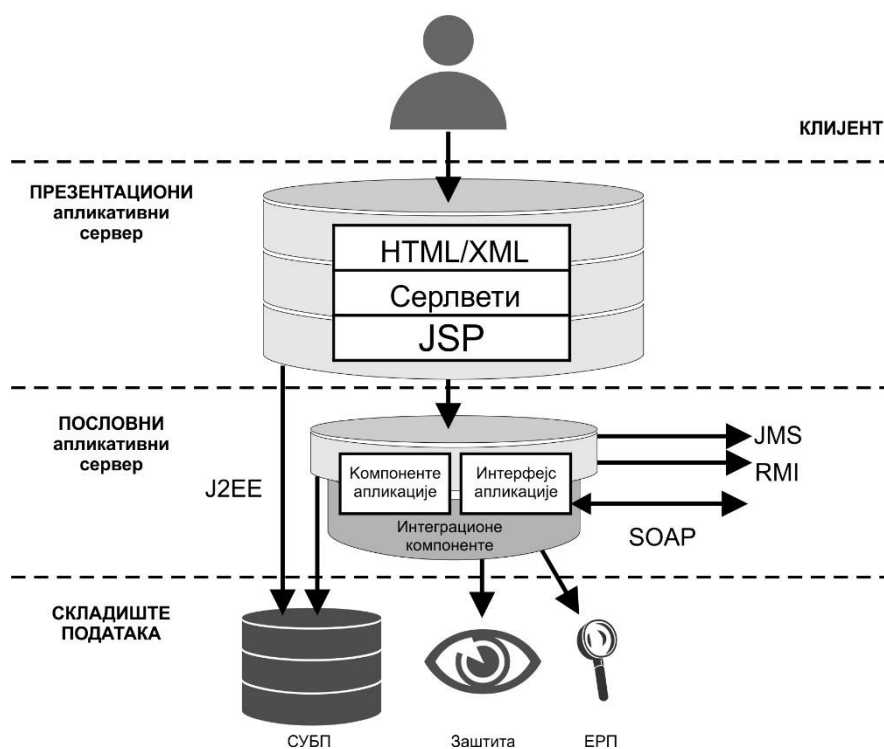 КЛИЈЕНТ
ПРЕЗЕНТАЦИОНИ
апликативни
сервер
HTML/XML
Серлвети
JSP
ПОСЛОВНИ
апликативни
сервер
J2EE
Компоненте
апликације
Интерфејс
апликације
Интеграционе
компоненте
JMS
RMI
SOAP
СКЛАДИШТЕ
ПОДАТАКА
СУБП
Заштита
ЕРП